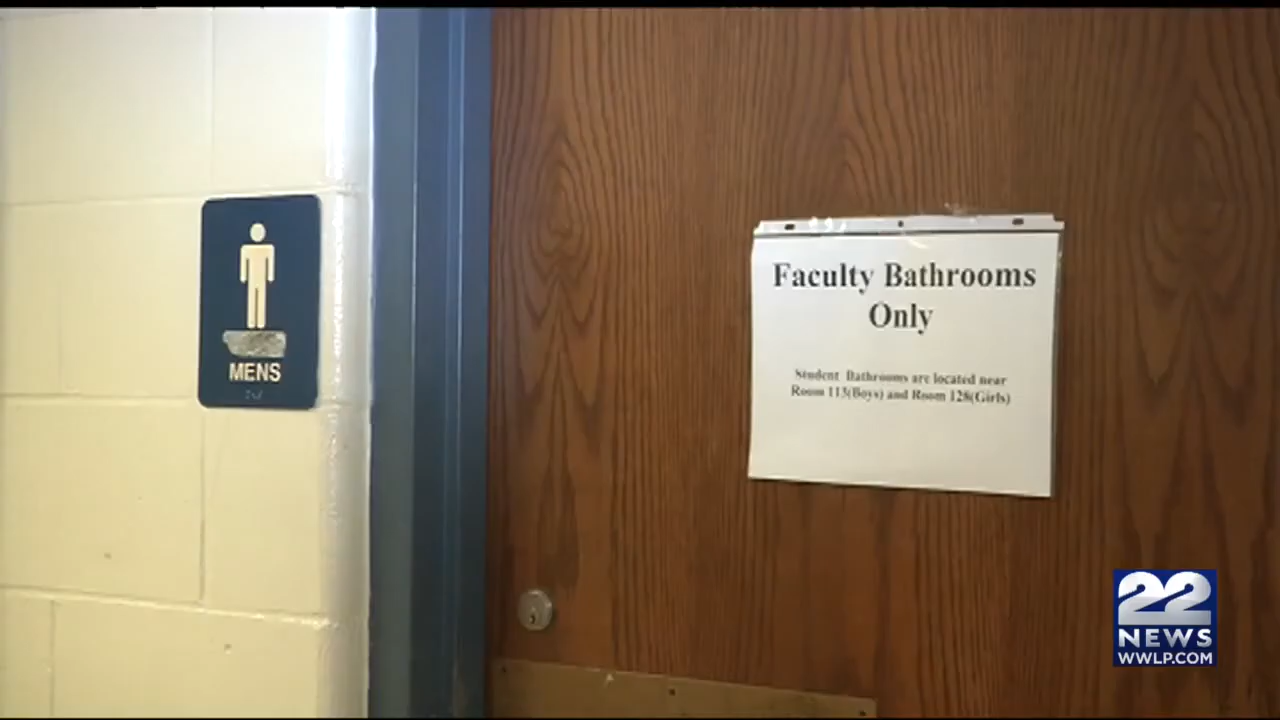 MENS
Faculty Bathrooms
Only
Student Bathrooms are located near
Room 113(Boys) and Room 128(Girls)
22
NEWS
WWLP.COM